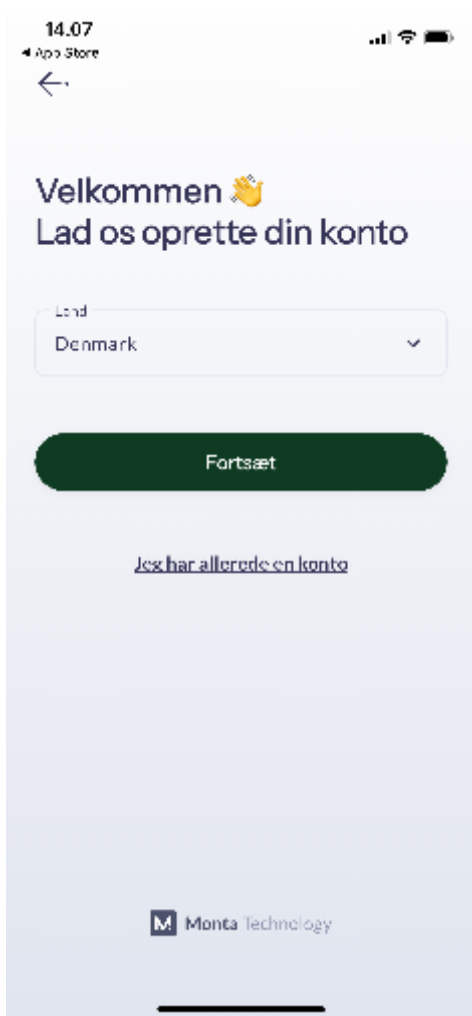 14.07
App Store
Velkommen 👋
Lad os oprette din konto
Land
Denmark
Fortsæt
Jeg har allerede en konto
Monta Technology